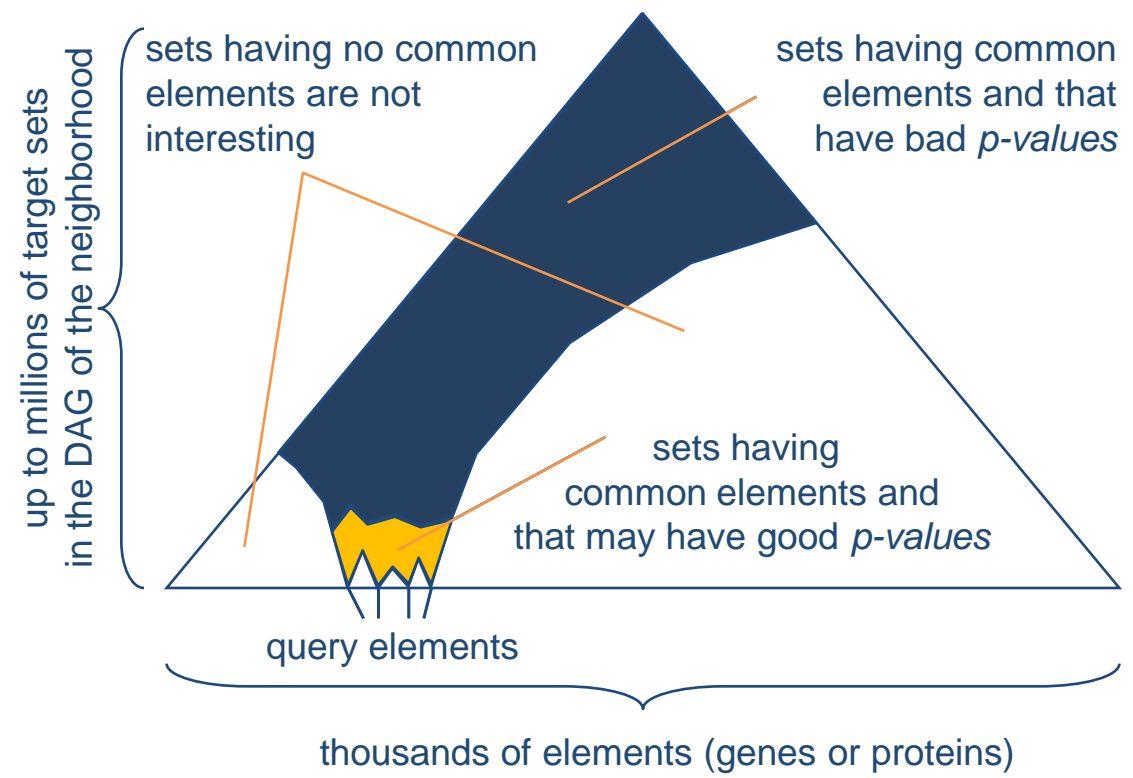 up to millions of target sets
in the DAG of the neighborhood
sets having no common
elements are not
interesting
sets having common
elements and that
have bad p-values
sets having
common elements and
that may have good p-values
query elements
thousands of elements (genes or proteins)